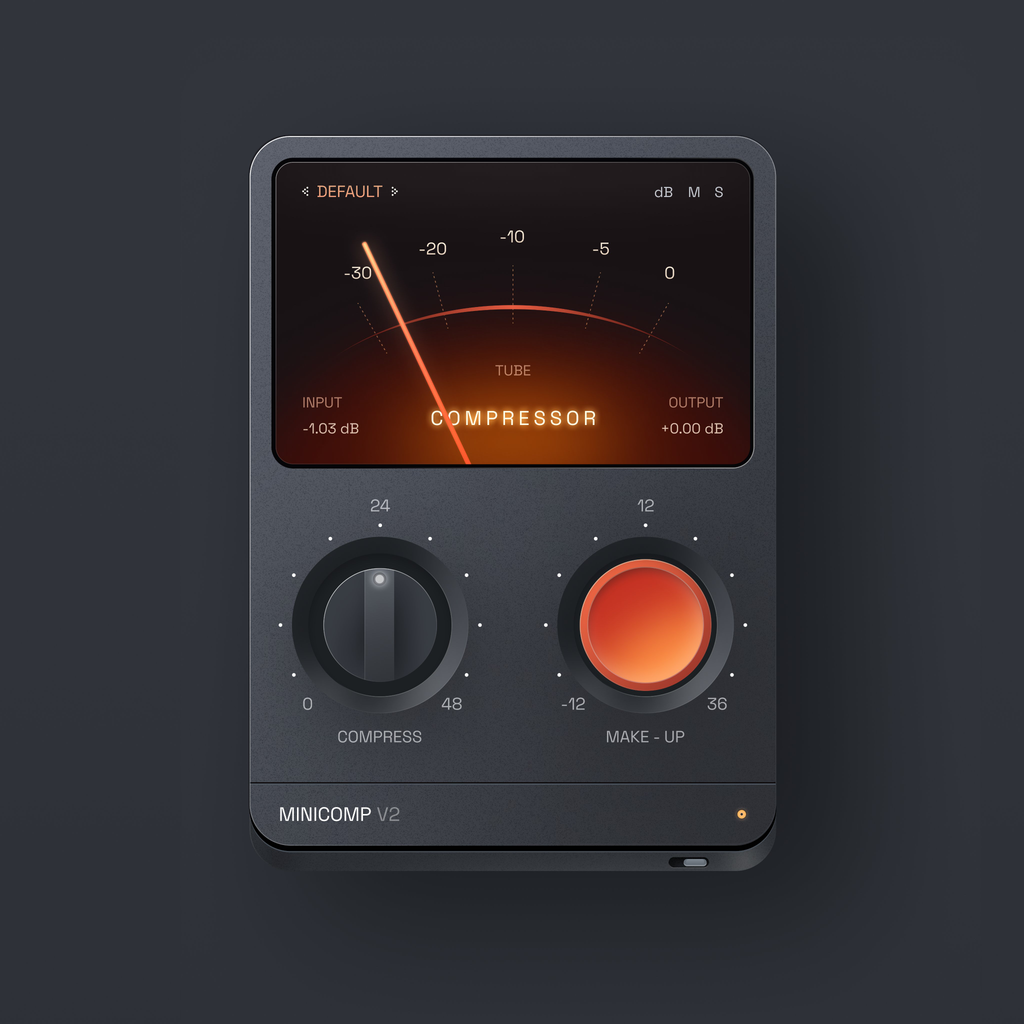 DEFAULT
dB M S
-30 -20 -10 -5 0
TUBE
COMPRESSOR
INPUT
-1.03 dB
OUTPUT
+0.00 dB
24
0 48
COMPRESS
12
-12 36
MAKE - UP
MINICOMP V2